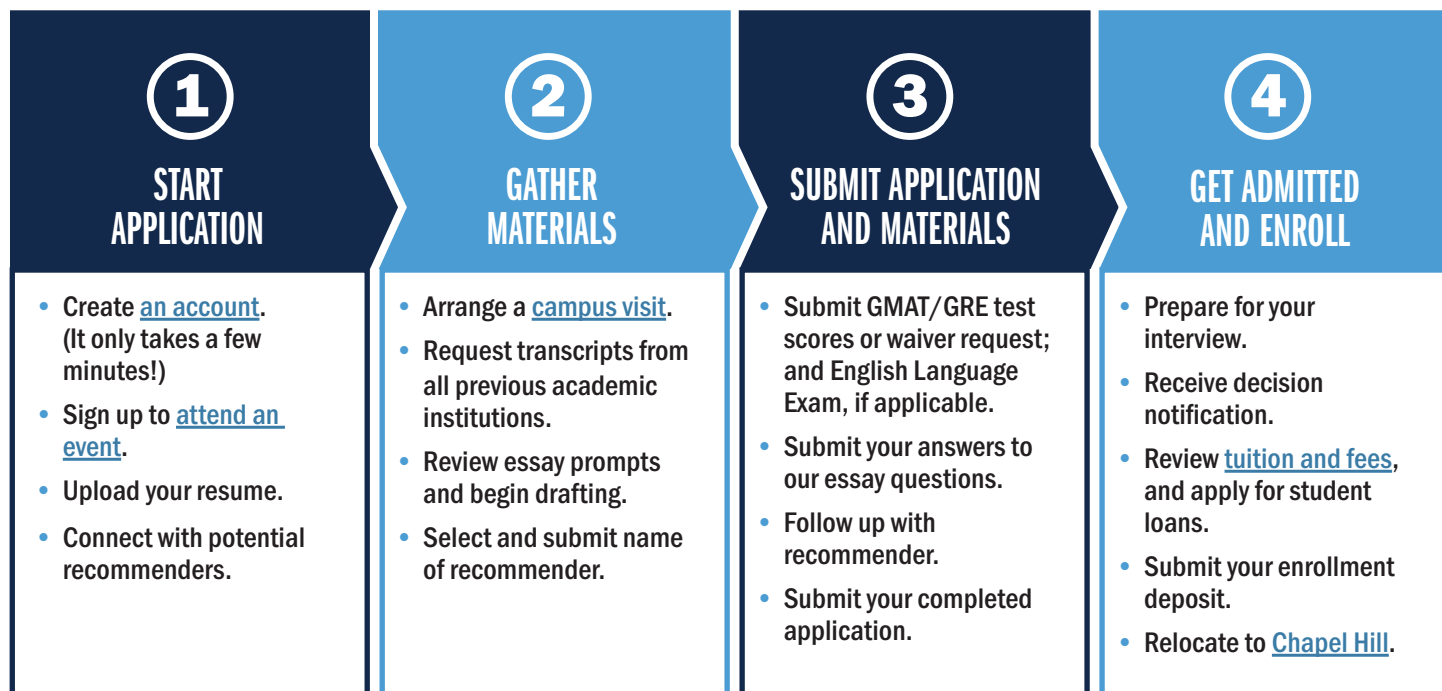 1
START
APPLICATION
• Create an account.
(It only takes a few
minutes!)
• Sign up to attend an
event.
• Upload your resume.
• Connect with potential
recommenders.
2
GATHER
MATERIALS
• Arrange a campus visit.
• Request transcripts from
all previous academic
institutions.
• Review essay prompts
and begin drafting.
• Select and submit name
of recommender.
3
SUBMIT APPLICATION
AND MATERIALS
• Submit GMAT/GRE test
scores or waiver request;
and English Language
Exam, if applicable.
• Submit your answers to
our essay questions.
• Follow up with
recommender.
• Submit your completed
application.
4
GET ADMITTED
AND ENROLL
• Prepare for your
interview.
• Receive decision
notification.
• Review tuition and fees,
and apply for student
loans.
• Submit your enrollment
deposit.
• Relocate to Chapel Hill.